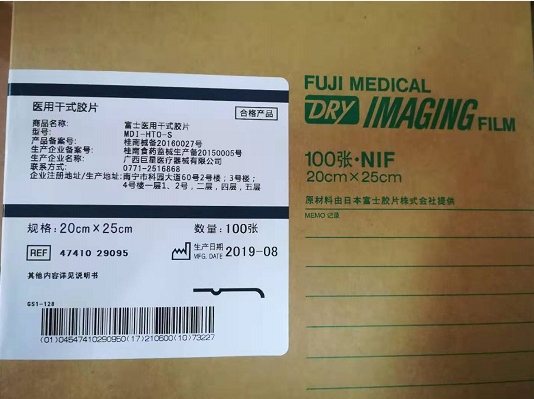 医用干式胶片
合格产品
商品名称: 富士医用干式胶片
型号: MDI-HTQ-S
产品备案号: 桂南械备20160027号
生产企业备案号: 桂南食药监械生产备20150005号
生产企业名称: 广西巨星医疗器械有限公司
联系方式: 0771-2516868
企业注册地址/生产地址: 南宁市科园大道60号2号楼; 3号楼;
4号楼一层1、2号, 二层, 四层, 五层
规格: 20cm×25cm 数量: 100张
REF 47410 29095
生产日期 2019-08
MFG. DATE
其他内容详见说明书
GS1-128
(01)04547410290950(17)210600(10)73227
FUJI MEDICAL
DRY IMAGING FILM
100张·NIF
20cm×25cm
原材料由日本富士胶片株式会社提供
MEMO 记录